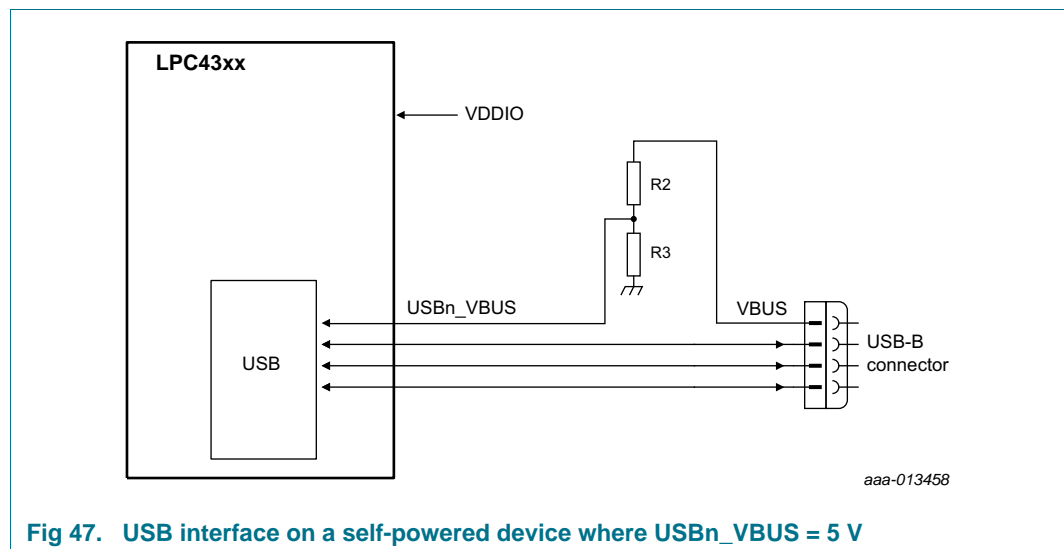 LPC43xx
VDDIO
R2
R3
USBn_VBUS
VBUS
USB
USB-B
connector
aaa-013458
Fig 47. USB interface on a self-powered device where USBn_VBUS = 5 V